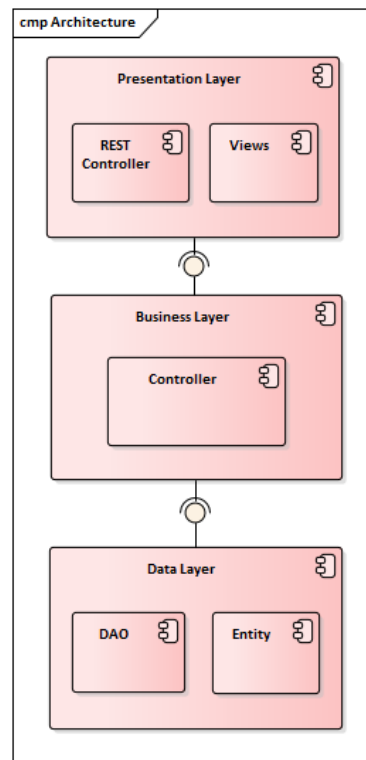 cmp Architecture
Presentation Layer
REST
Controller
Views
Business Layer
Controller
Data Layer
DAO
Entity